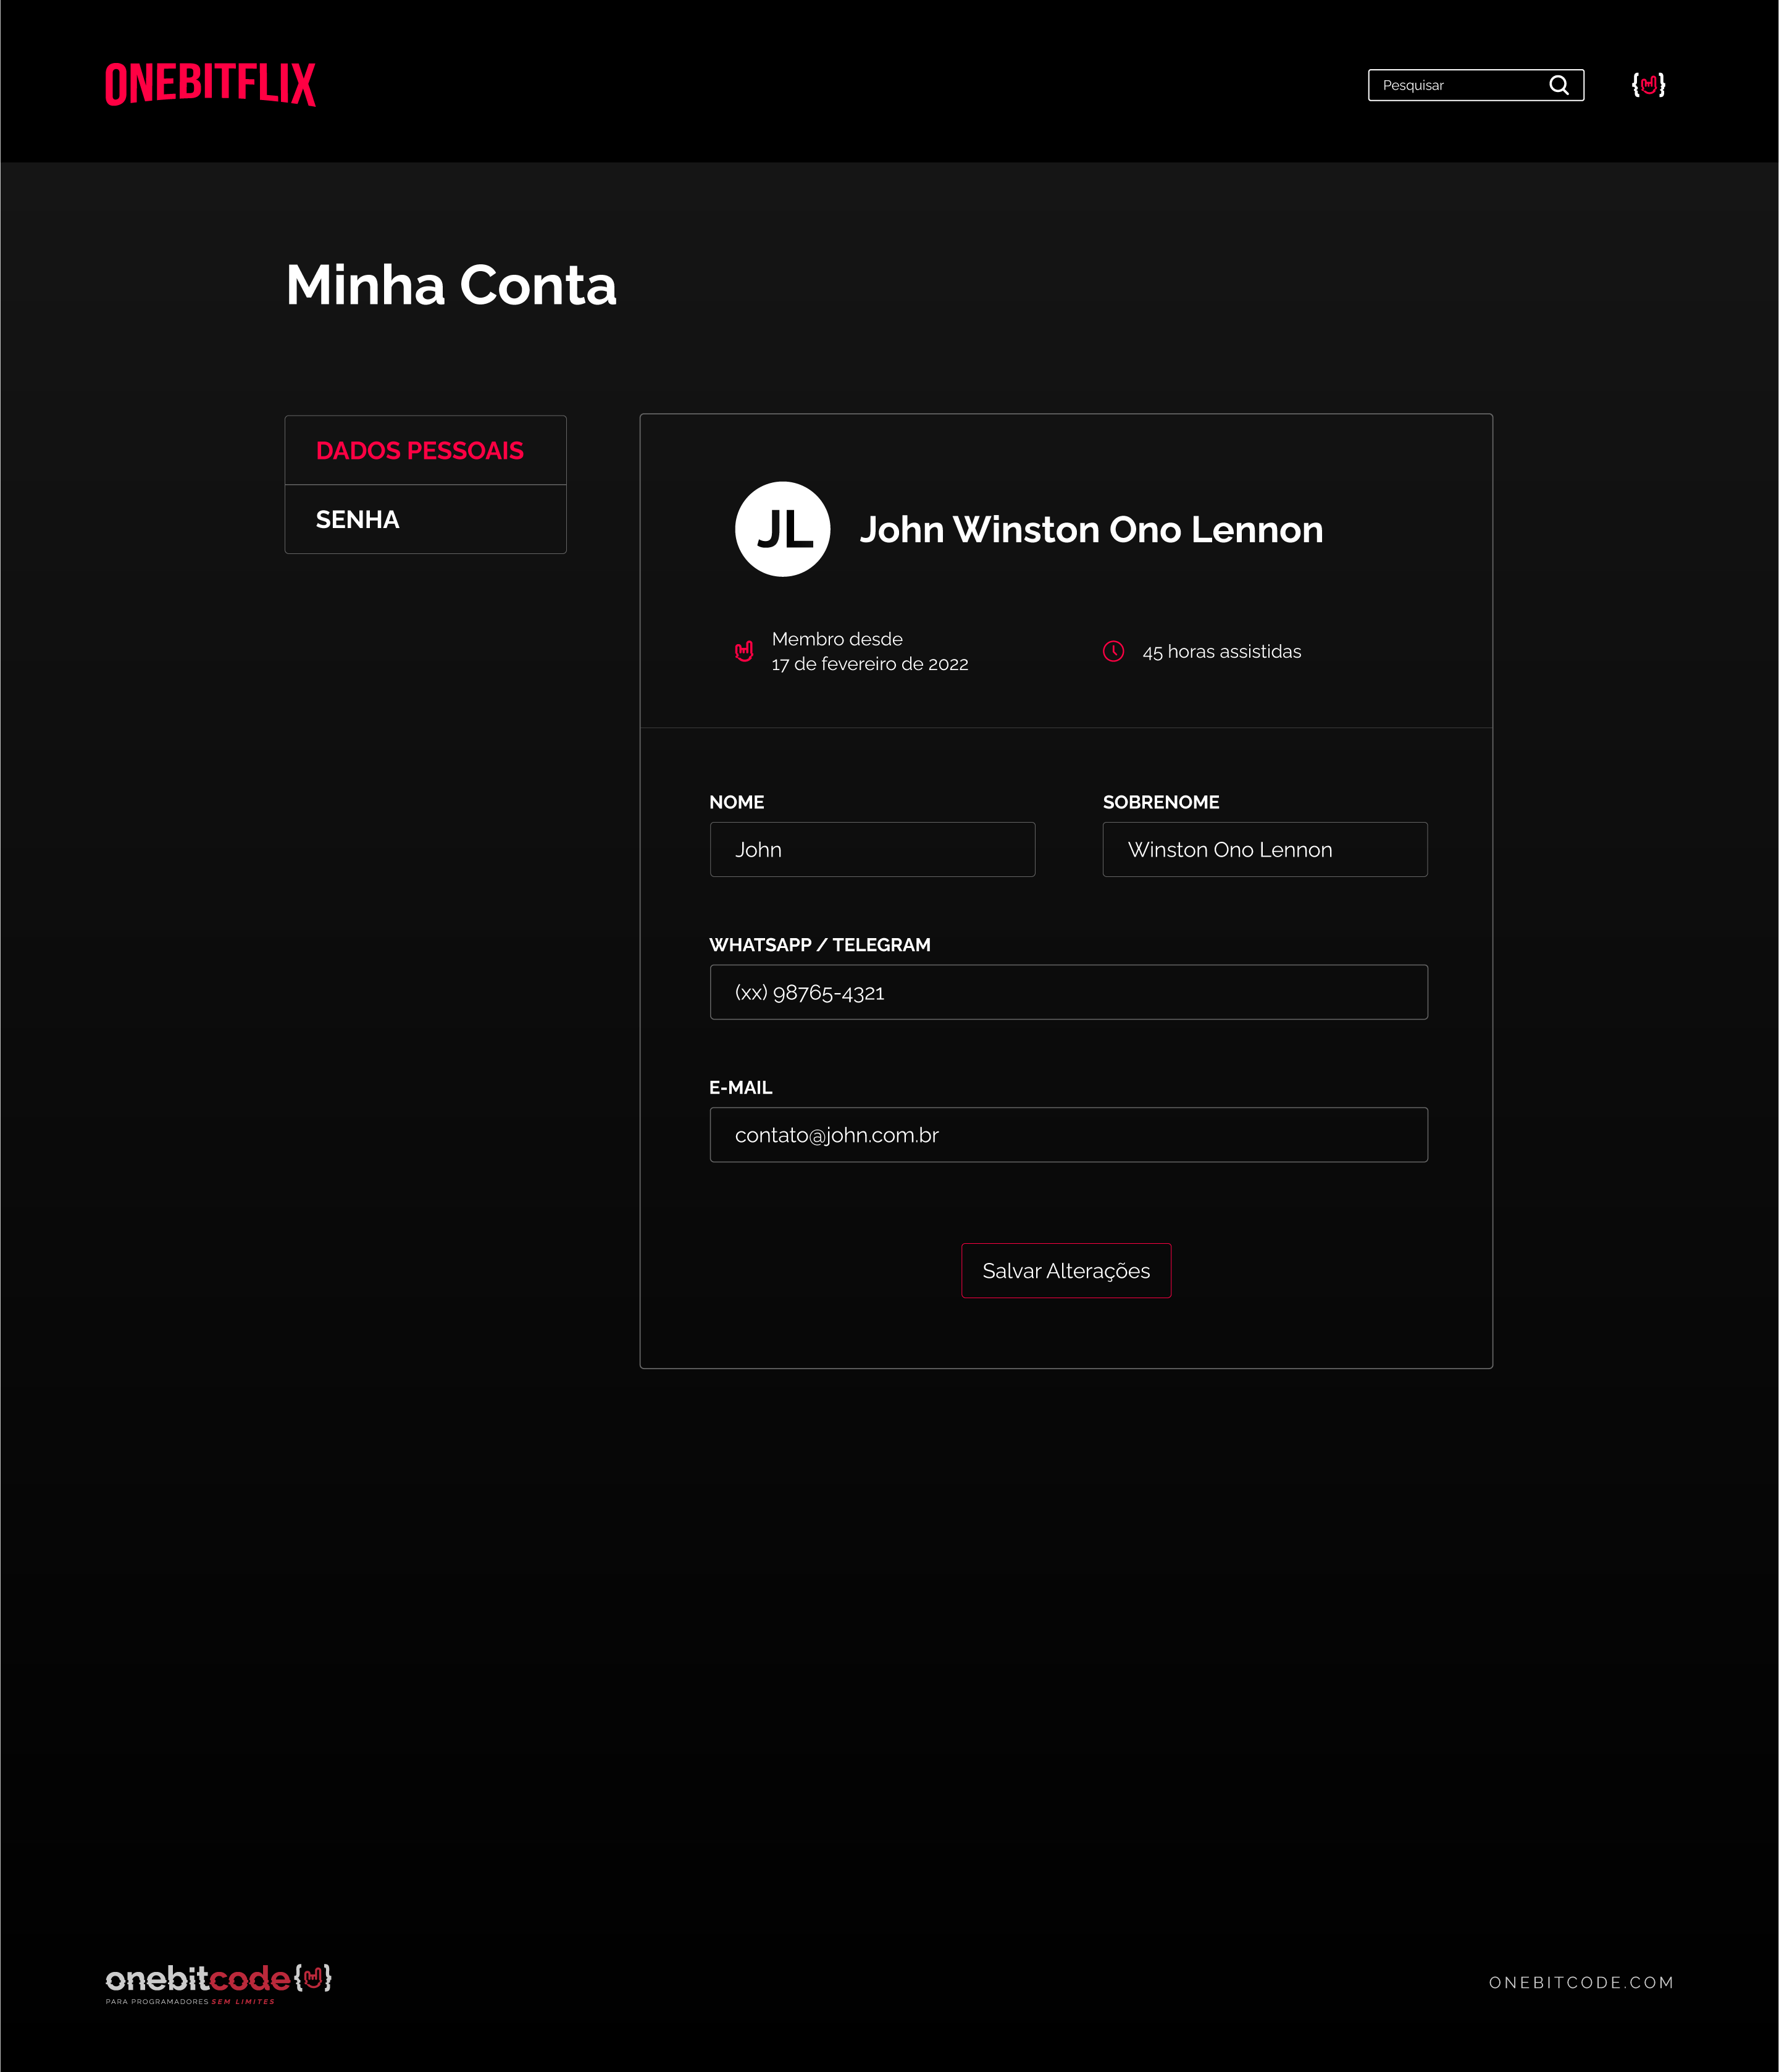 ONEBITFLIX
Pesquisar
Minha Conta
DADOS PESSOAIS
SENHA
JL
John Winston Ono Lennon
Membro desde
17 de fevereiro de 2022
45 horas assistidas
NOME
SOBRENOME
John
Winston Ono Lennon
WHATSAPP / TELEGRAM
(xx) 98765-4321
E-MAIL
contato@john.com.br
Salvar Alterações
onebitcode{}
PARA PROGRAMADORES SEM LIMITES
ONEBITCODE.COM